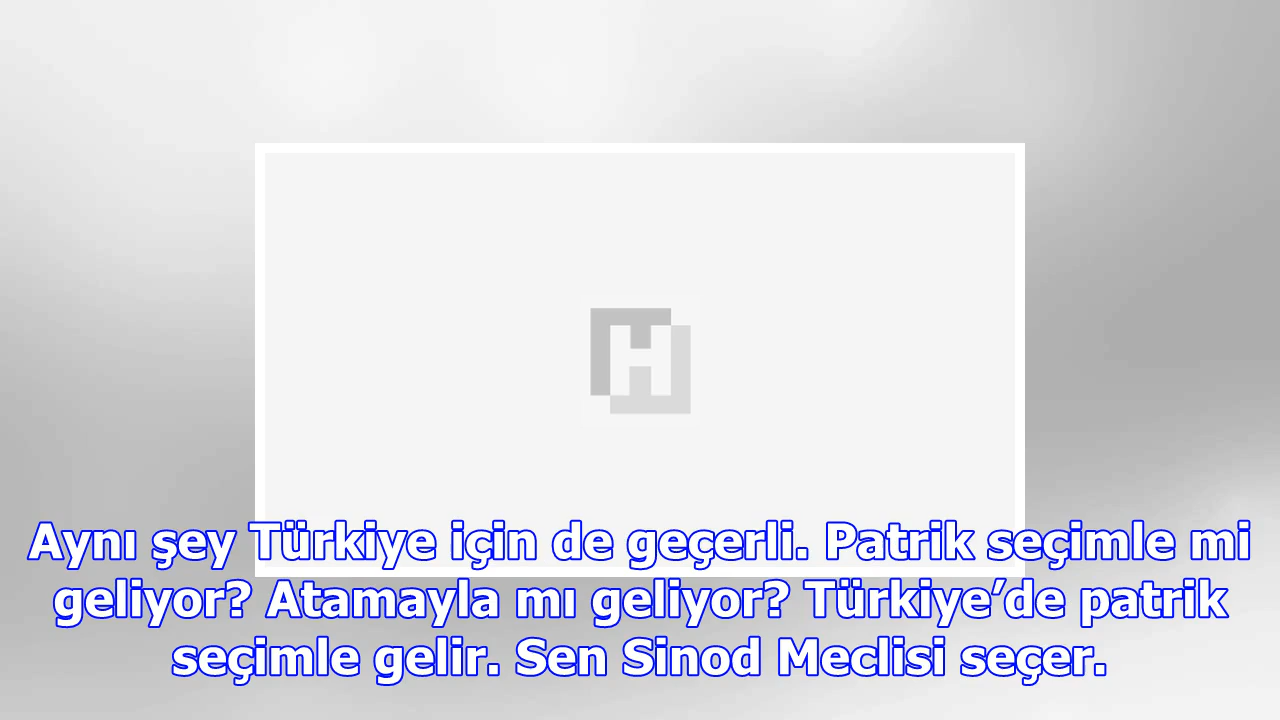 Aynı şey Türkiye için de geçerli. Patrik seçimle mi
geliyor? Atamayla mı geliyor? Türkiye’de patrik
seçimle gelir. Sen Sinod Meclisi seçer.